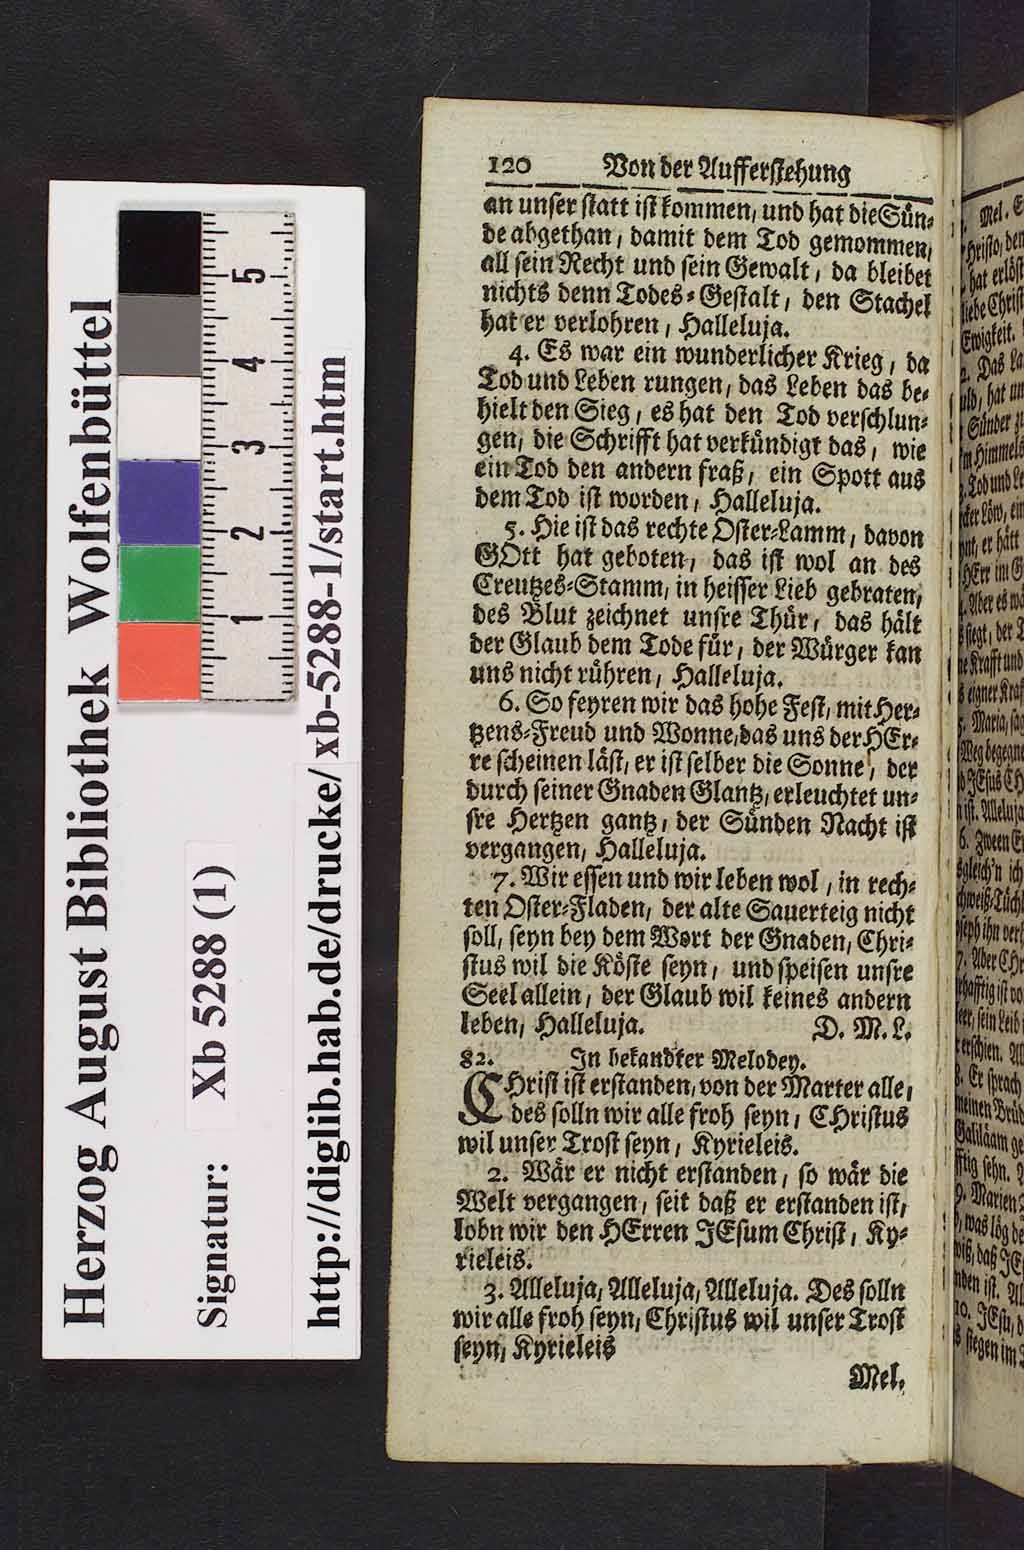 120 Von der Aufferstehung
an unser statt ist kommen, und hat die Sün-
de abgethan, damit dem Tod gemommen,
all sein Recht und sein Gewalt, da bleibet
nichts denn Todes-Gestalt, den Stachel
hat er verlohren, Halleluja.
4. Es war ein wunderlicher Krieg, da
Tod und Leben rungen, das Leben das be-
hielt den Sieg, es hat den Tod verschlun-
gen, die Schrifft hat verkündigt das, wie
ein Tod den andern fraß, ein Spott aus
dem Tod ist worden, Halleluja.
5. Hie ist das rechte Oster-Lamm, davon
GOtt hat geboten, das ist wol an des
Creutzes-Stamm, in heisser Lieb gebraten,
des Blut zeichnet unsre Thür, das hält
der Glaub dem Tode für, der Würger kan
uns nicht rühren, Halleluja.
6. So feyren wir das hohe Fest, mit Her-
tzens-Freud und Wonne, das uns der HEr-
re scheinen läst, er ist selber die Sonne, der
durch seiner Gnaden Glantz, erleuchtet un-
sre Hertzen gantz, der Sünden Nacht ist
vergangen, Halleluja.
7. Wir essen und wir leben wol, in rech-
ten Oster-Fladen, der alte Sauerteig nicht
soll, seyn bey dem Wort der Gnaden, Chri-
stus wil die Köste seyn, und speisen unsre
Seel allein, der Glaub wil keines andern
leben, Halleluja. D. M. L.
82. In bekandter Melodey.
CHrist ist erstanden, von der Marter alle,
des solln wir alle froh seyn, CHristus
wil unser Trost seyn, Kyrieleis.
2. Wär er nicht erstanden, so wär die
Welt vergangen, seit daß er erstanden ist,
lobn wir den HErren JEsum Christ, Ky-
rieleis.
3. Alleluja, Alleluja, Alleluja. Des solln
wir alle froh seyn, Christus wil unser Trost
seyn, Kyrieleis
Mel.
Herzog August Bibliothek Wolfenbüttel
Signatur: Xb 5288 (1)
http://diglib.hab.de/drucke/ xb-5288-1/start.htm
1 2 3 4 5